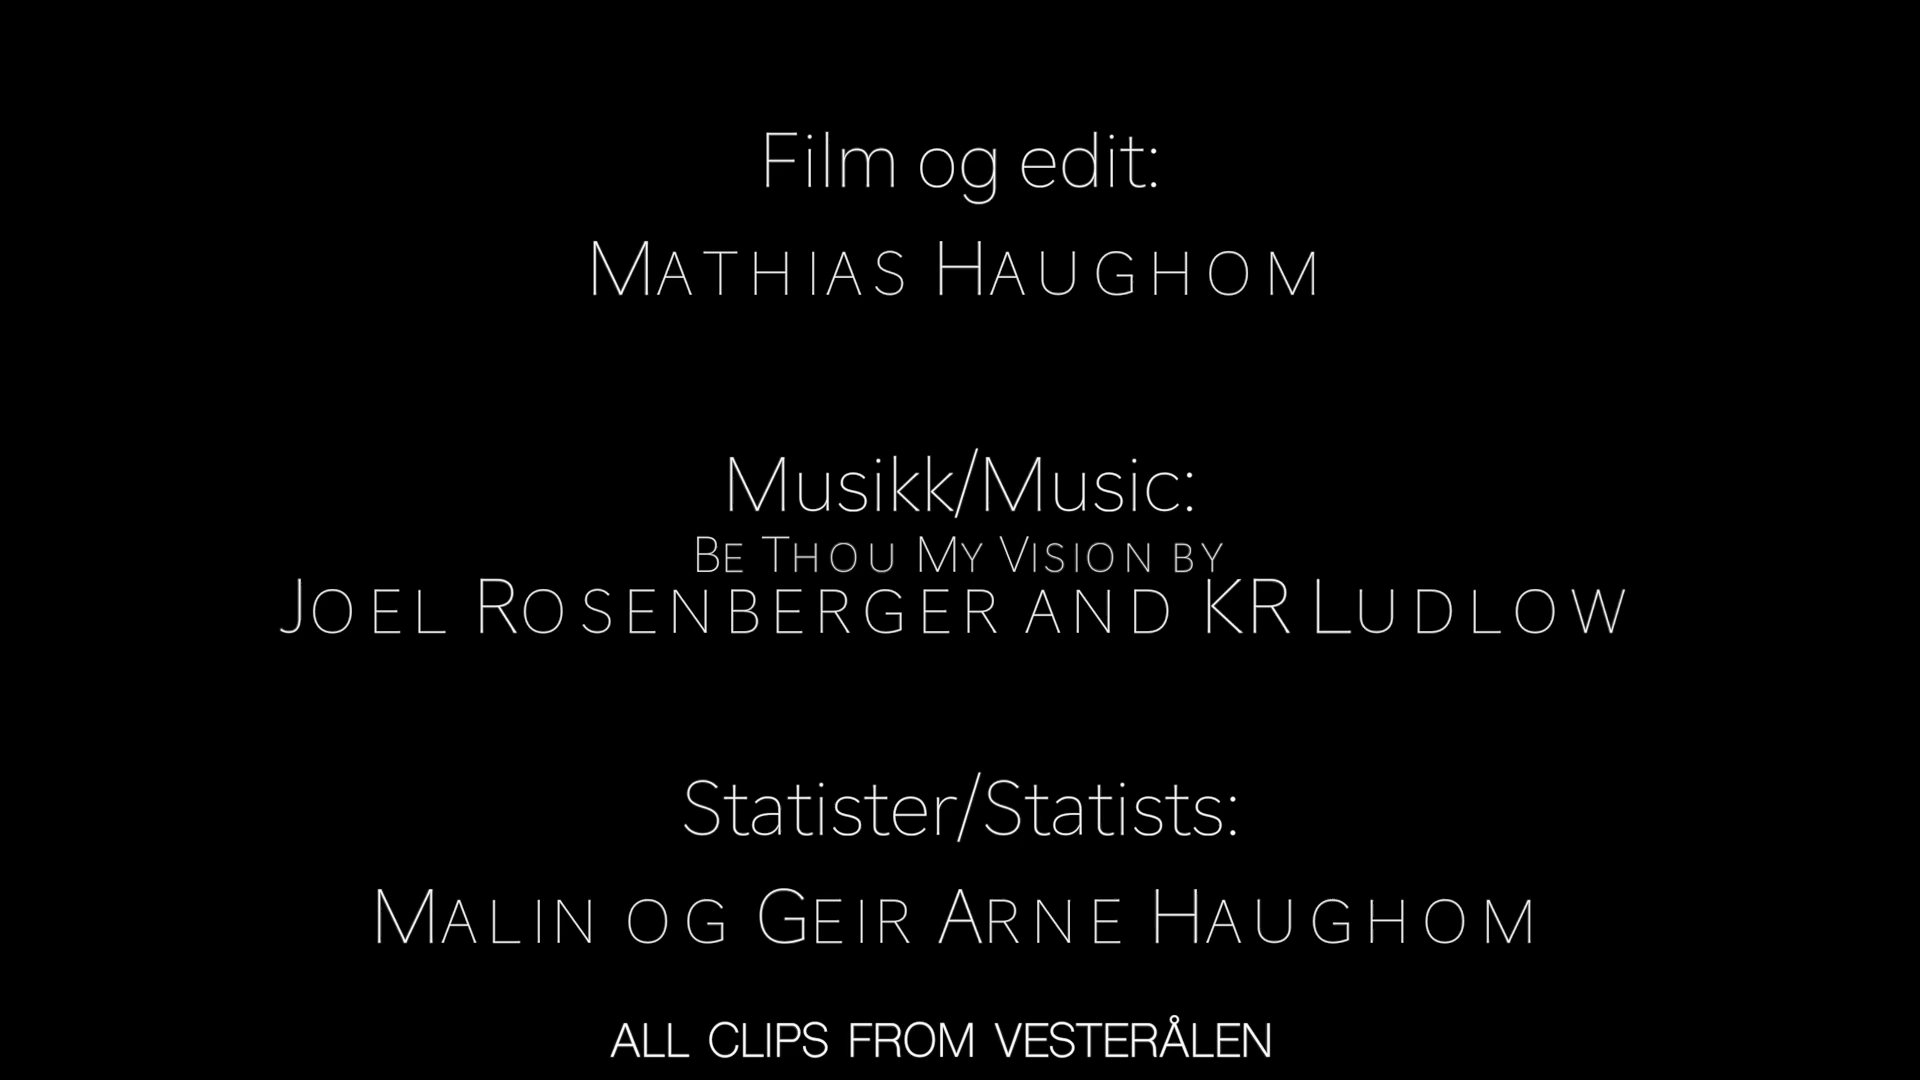 Film og edit:
Mathias Haughom
Musikk/Music:
Be Thou My Vision by
Joel Rosenberger and KR Ludlow
Statister/Statists:
Malin og Geir Arne Haughom
ALL CLIPS FROM VESTERÅLEN